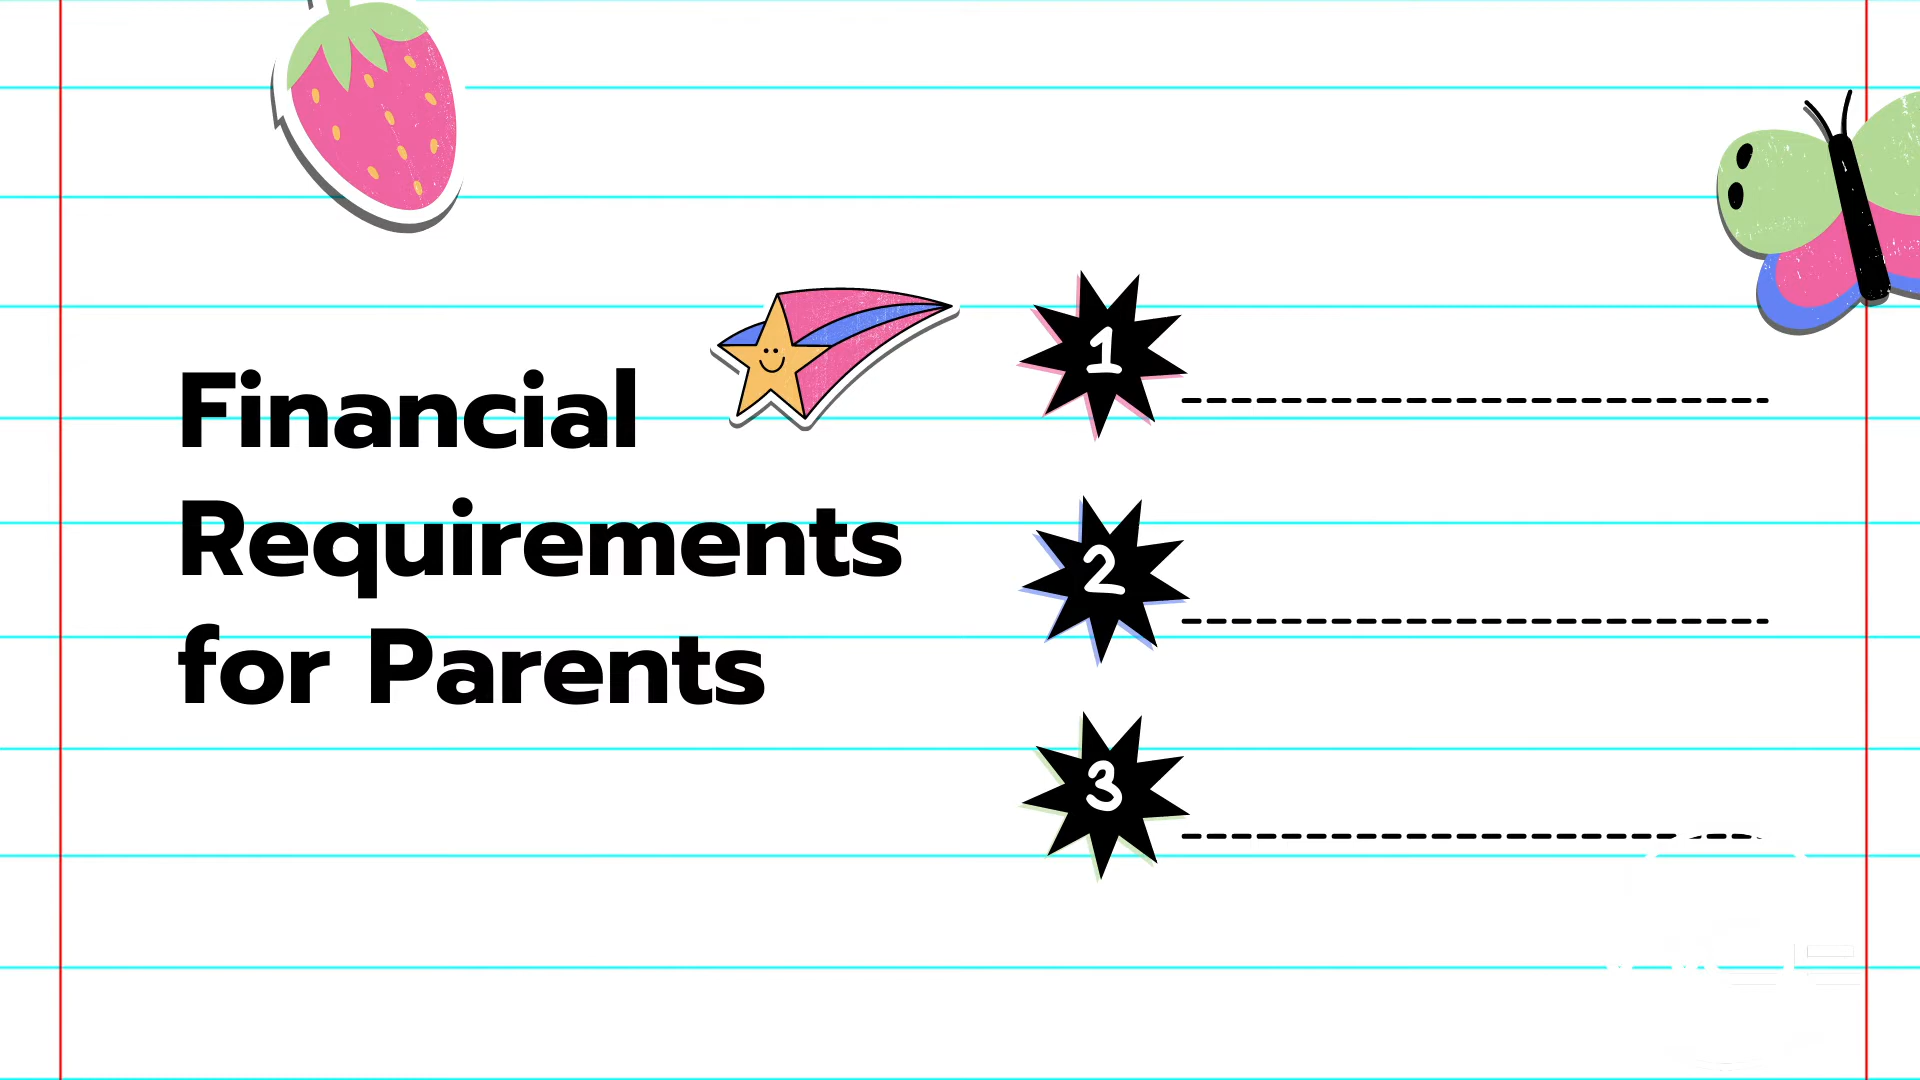 Financial
Requirements
for Parents
1
2
3